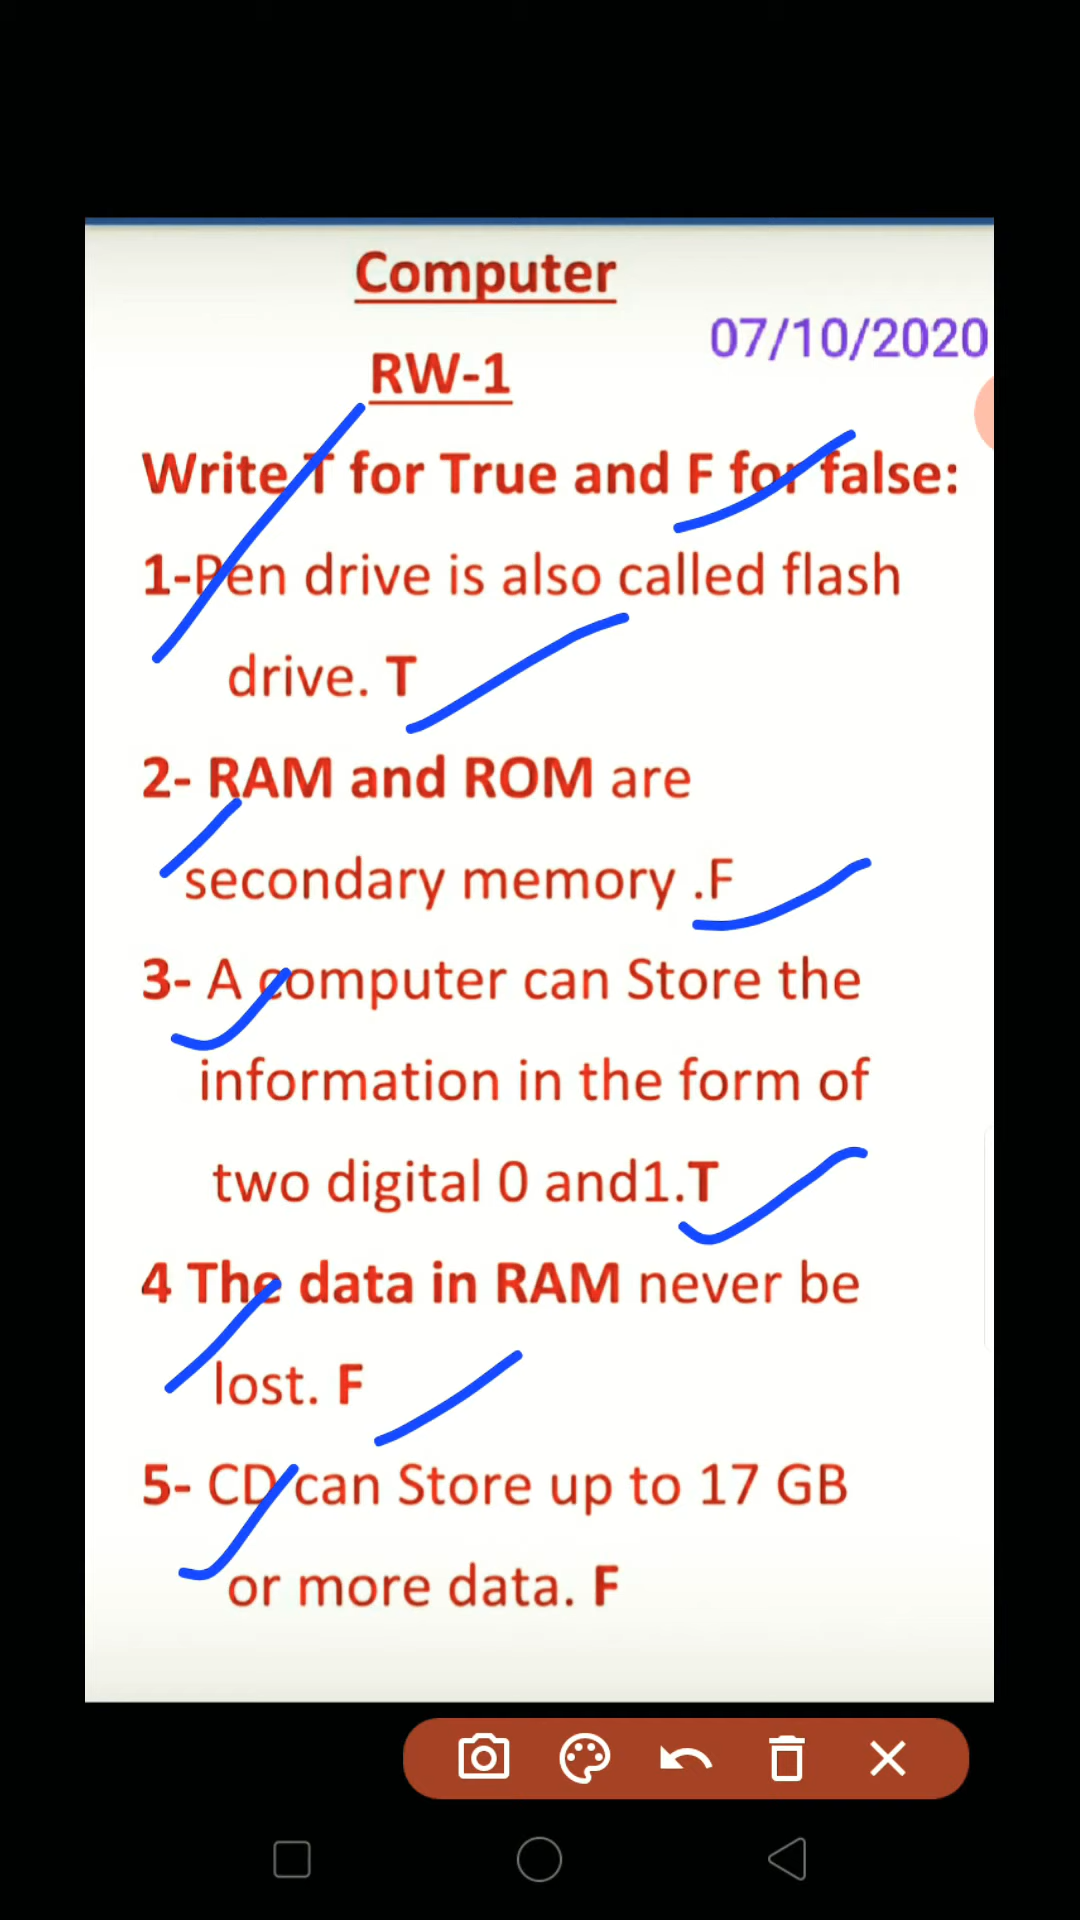 Computer
07/10/2020
RW-1
Write T for True and F for false:
1-Pen drive is also called flash
drive. T
2- RAM and ROM are
secondary memory .F
3- A computer can Store the
information in the form of
two digital 0 and1.T
4 The data in RAM never be
lost. F
5- CD can Store up to 17 GB
or more data. F